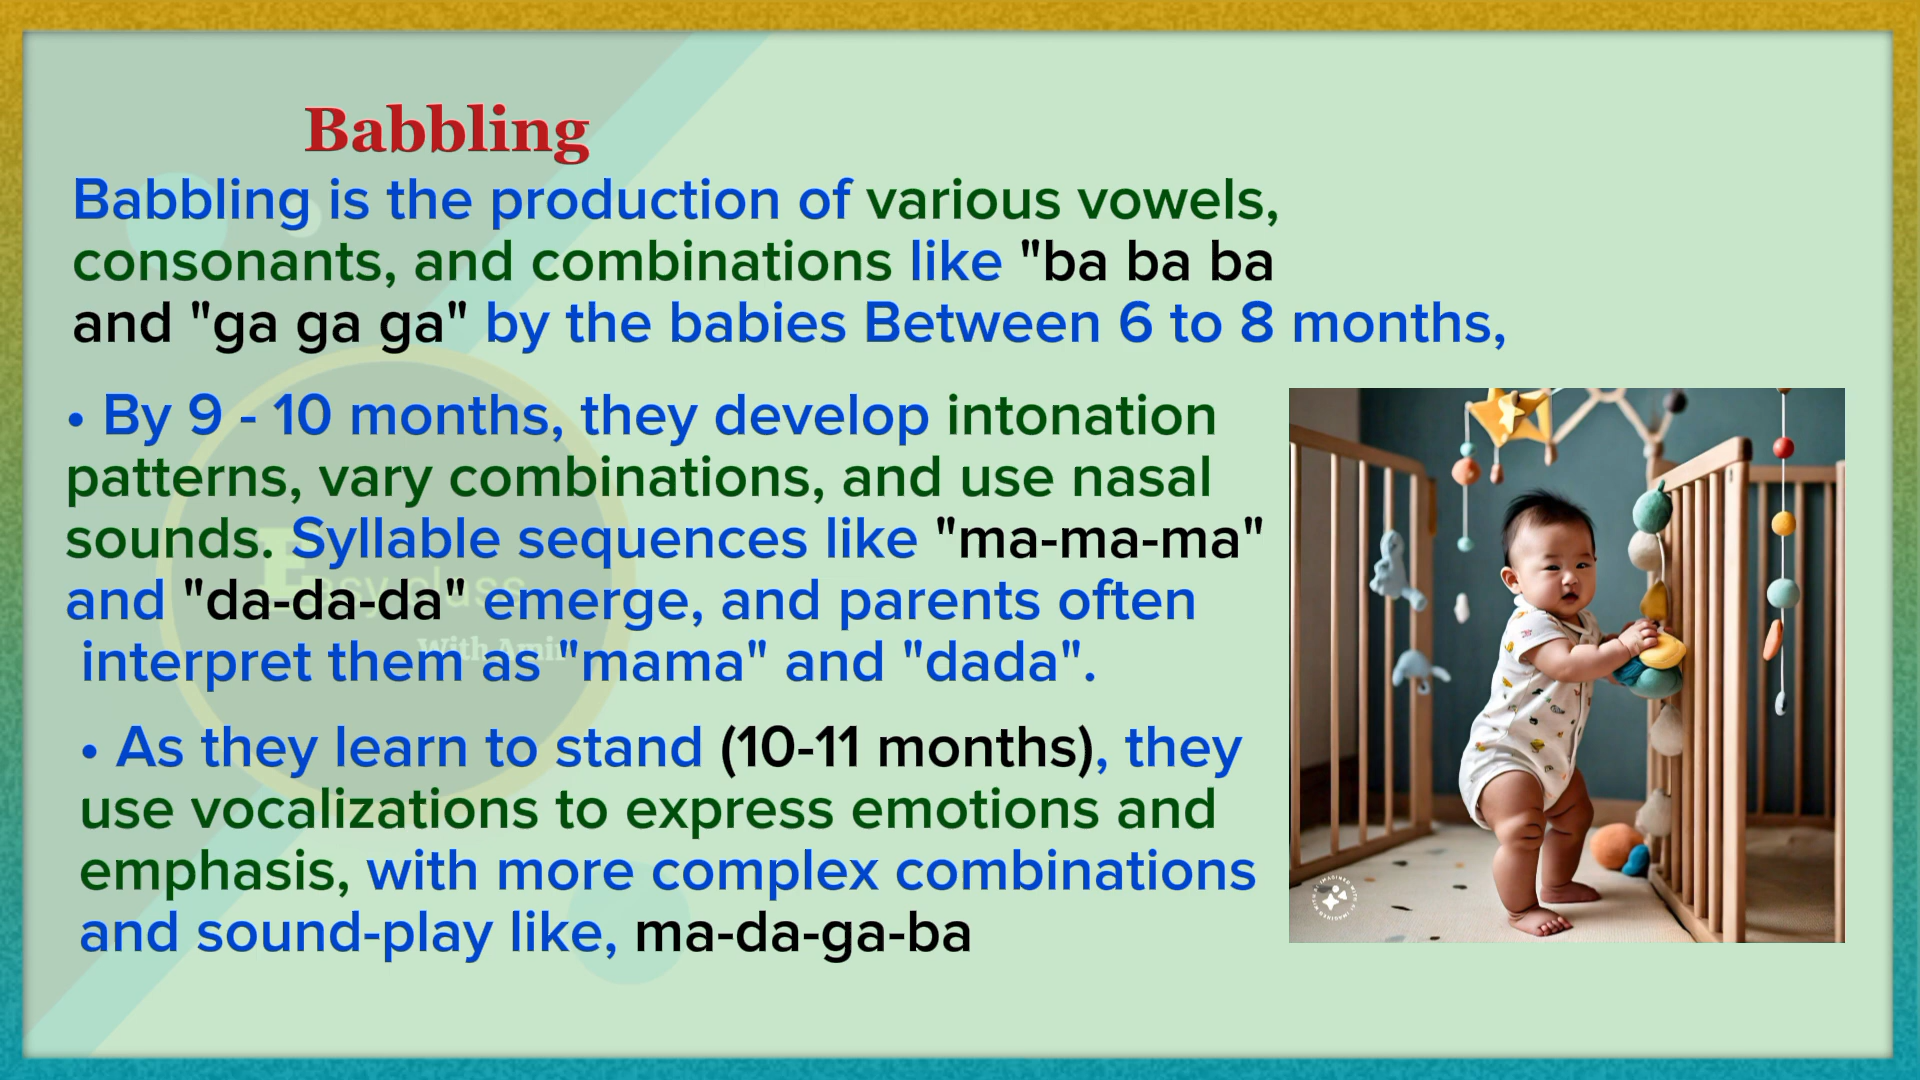 Babbling
Babbling is the production of various vowels,
consonants, and combinations like "ba ba ba
and "ga ga ga" by the babies Between 6 to 8 months,
• By 9 - 10 months, they develop intonation
patterns, vary combinations, and use nasal
sounds. Syllable sequences like "ma-ma-ma"
and "da-da-da" emerge, and parents often
interpret them as "mama" and "dada".
• As they learn to stand (10-11 months), they
use vocalizations to express emotions and
emphasis, with more complex combinations
and sound-play like, ma-da-ga-ba
Easy class
With Amir